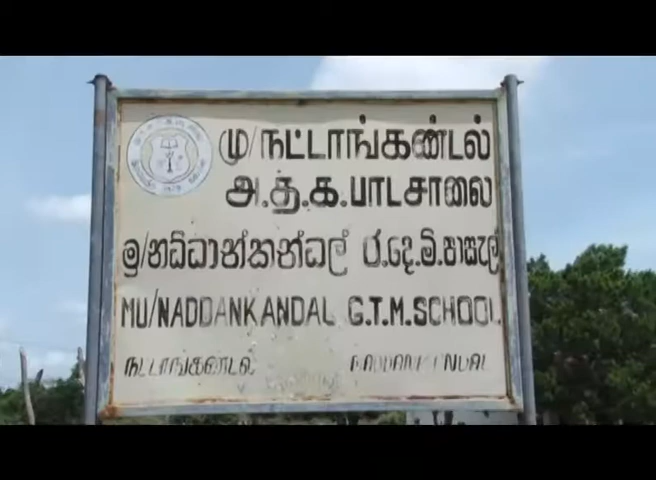 மு/நட்டாங்கண்டல்
அ.த.க.பாடசாலை
මු/නඩ්ඩාන්කන්ඩල් ර.දෙ.ම්.පාසැල්
MU/NADDANKANDAL G.T.M.SCHOOL.
நட்டாங்கண்டல்